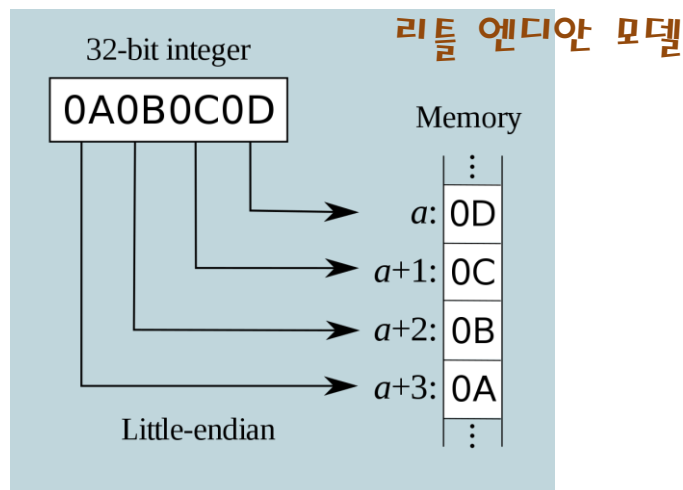 리틀 엔디안 모델
32-bit integer
0A0B0C0D
Memory
⋮
a: 0D
a+1: 0C
a+2: 0B
a+3: 0A
⋮
Little-endian